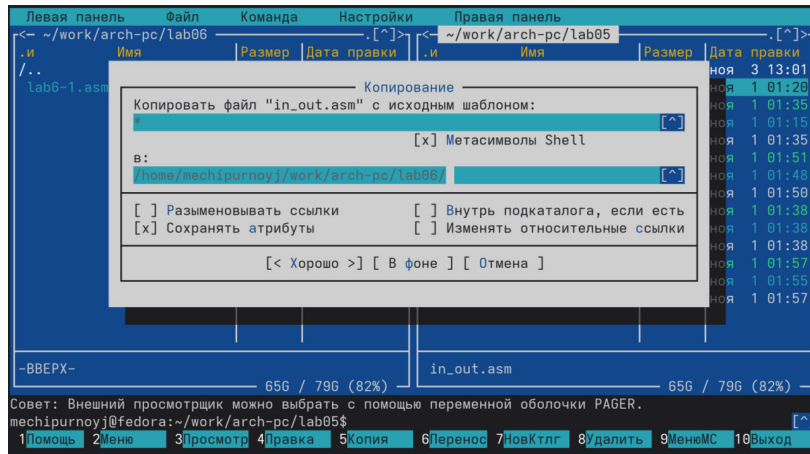 Левая панель Файл Команда Настройки Правая панель
<– ~/work/arch-pc/lab06 .[^]> <– ~/work/arch-pc/lab05 .[^]>
.и Имя Размер Дата правки .и Имя Размер Дата правки
/.. ноя 3 13:01
lab6-1.asm ноя 1 01:20
ноя 1 01:35
Копирование
Копировать файл "in_out.asm" с исходным шаблоном:
ноя 1 01:15
* [^]
[x] Метасимволы Shell ноя 1 01:35
в: ноя 1 01:51
/home/mechipurnoyj/work/arch-pc/lab06/ [^] ноя 1 01:48
ноя 1 01:50
[ ] Разыменовывать ссылки [ ] Внутрь подкаталога, если есть ноя 1 01:38
[x] Сохранять атрибуты [ ] Изменять относительные ссылки ноя 1 01:38
ноя 1 01:38
[< Хорошо >] [ В фоне ] [ Отмена ] ноя 1 01:57
ноя 1 01:55
ноя 1 01:57
-ВВЕРХ- in_out.asm
65G / 79G (82%) 65G / 79G (82%)
Совет: Внешний просмотрщик можно выбрать с помощью переменной оболочки PAGER.
mechipurnoyj@fedora:~/work/arch-pc/lab05$ [^]
1Помощь 2Меню 3Просмотр 4Правка 5Копия 6Перенос 7НовКтлг 8Удалить 9МенюMC 10Выход